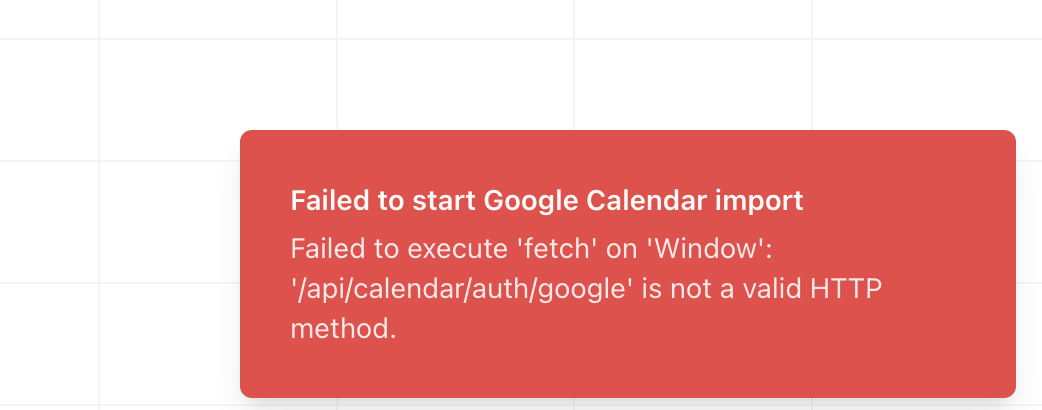 Failed to start Google Calendar import
Failed to execute 'fetch' on 'Window':
'/api/calendar/auth/google' is not a valid HTTP
method.